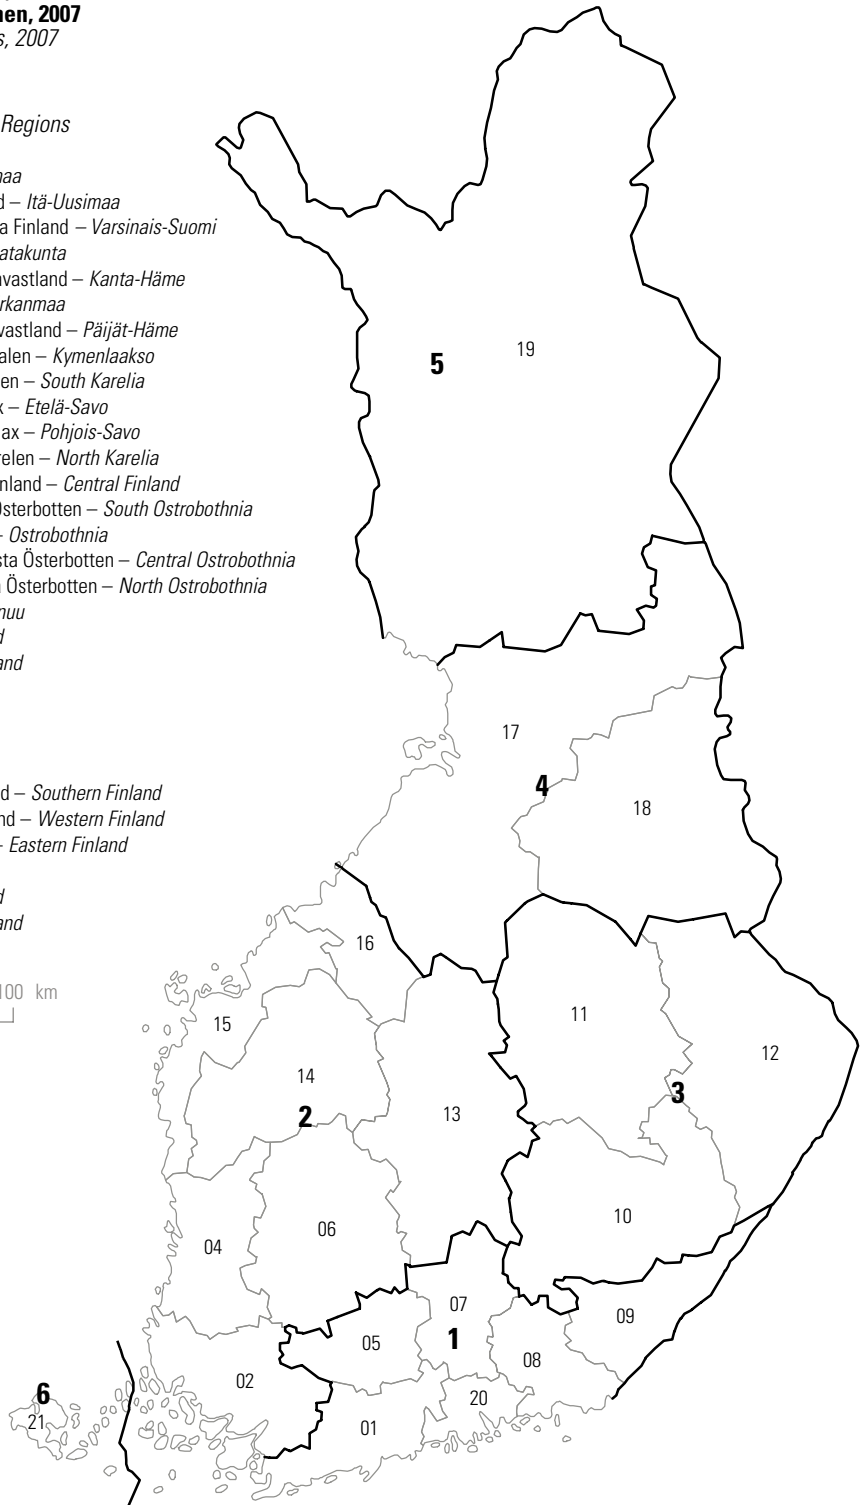 nen, 2007
s, 2007
Regions
naa
d – Itä-Uusimaa
a Finland – Varsinais-Suomi
atakunta
avastland – Kanta-Häme
rkanmaa
vastland – Päijät-Häme
alen – Kymenlaakso
en – South Karelia
x – Etelä-Savo
ax – Pohjois-Savo
relen – North Karelia
nland – Central Finland
Österbotten – South Ostrobothnia
– Ostrobothnia
sta Österbotten – Central Ostrobothnia
a Österbotten – North Ostrobothnia
nuu
d
and
d – Southern Finland
nd – Western Finland
– Eastern Finland
d
and
100 km
5
19
17
4
18
16
15
11
12
14
2
13
3
10
06
04
07
09
05
1
08
02
6
20
21
01